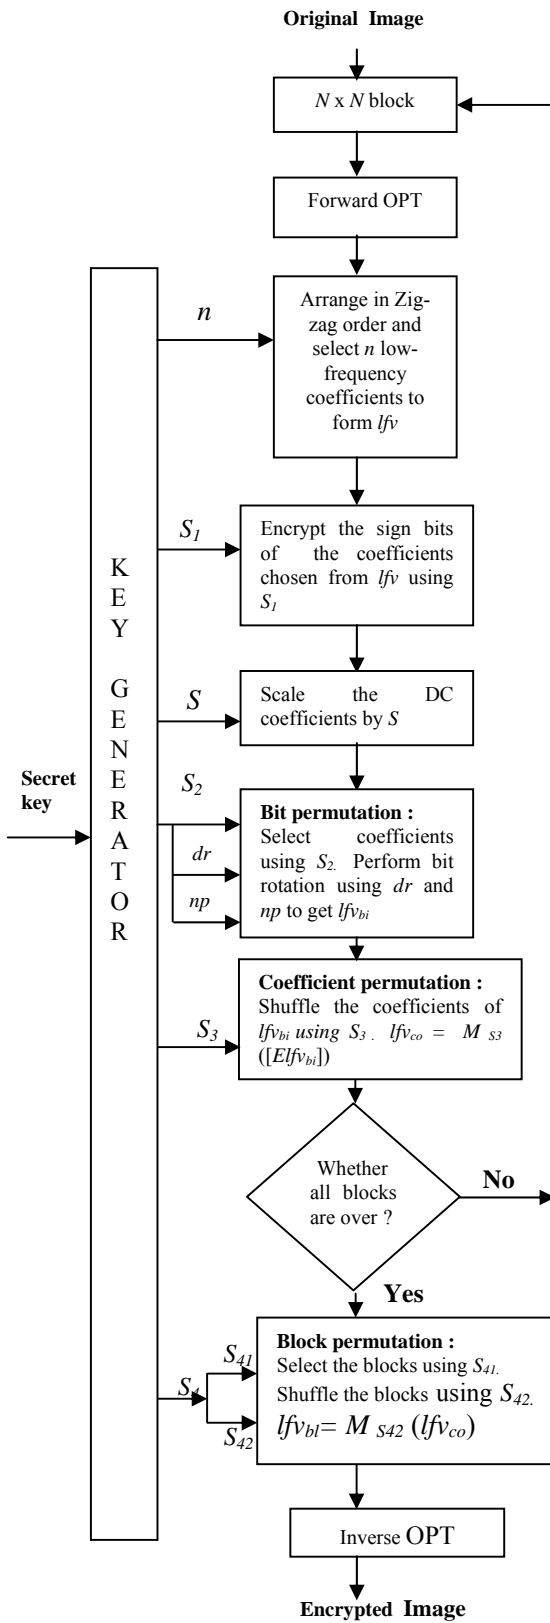 Original Image
N x N block
Forward OPT
Arrange in Zig-
zag order and
select n low-
frequency
coefficients to
form lfv
n
S1
Encrypt the sign bits
of the coefficients
chosen from lfv using
S1
KEY GENERATOR
S
Scale the DC
coefficients by S
Secret
key
S2
dr
np
Bit permutation :
Select coefficients
using S2. Perform bit
rotation using dr and
np to get lfvbi
S3
Coefficient permutation :
Shuffle the coefficients of
lfvbi using S3 . lfvco = M S3
([Elfvbi])
Whether
all blocks
are over ?
No
Yes
S4
S41
S42
Block permutation :
Select the blocks using S41.
Shuffle the blocks using S42.
lfvbl= M S42 (lfvco)
Inverse OPT
Encrypted Image